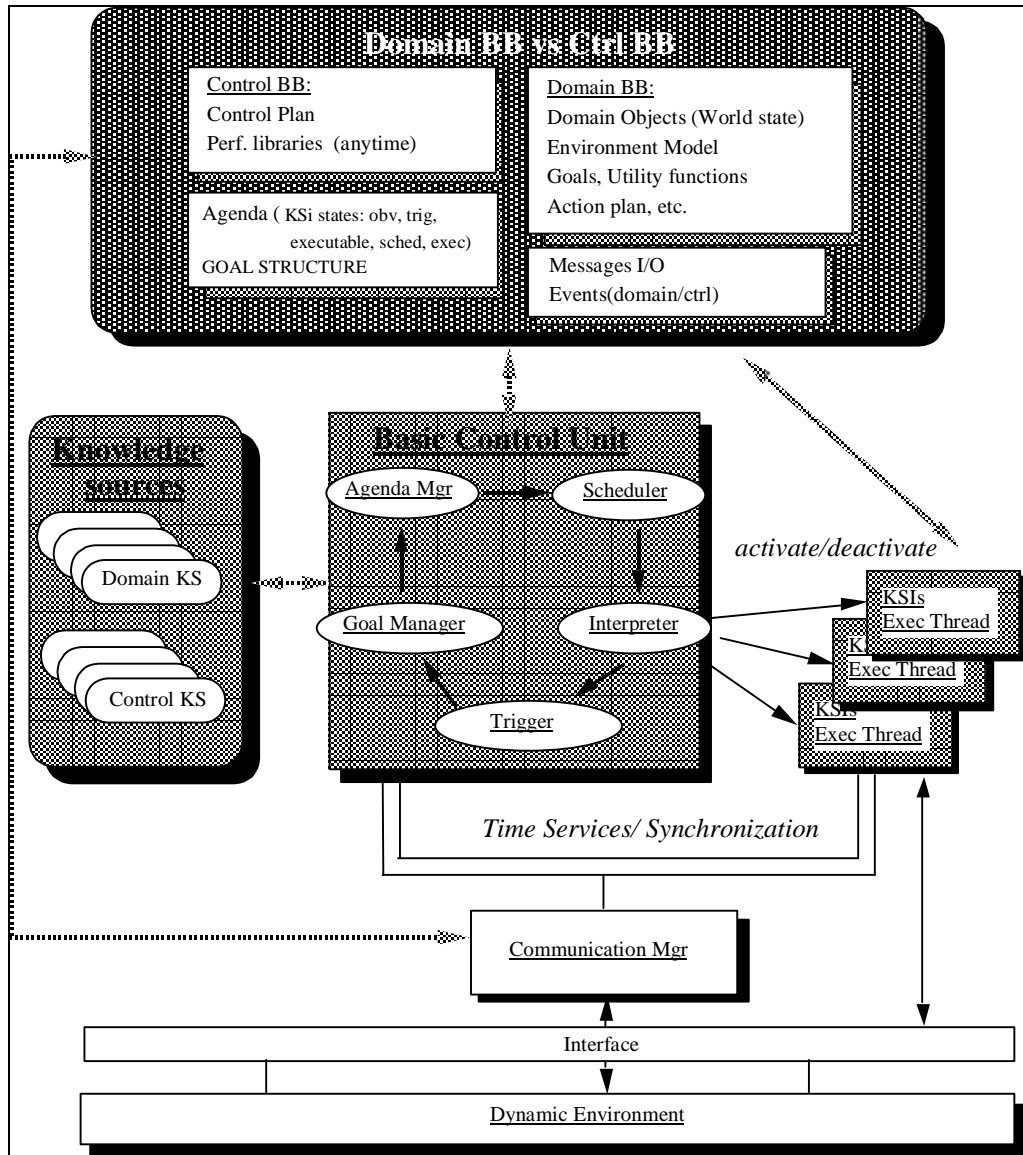 Domain BB vs Ctrl BB
Control BB:
Control Plan
Perf. libraries (anytime)
Agenda ( KSi states: obv, trig,
executable, sched, exec)
GOAL STRUCTURE
Domain BB:
Domain Objects (World state)
Environment Model
Goals, Utility functions
Action plan, etc.
Messages I/O
Events(domain/ctrl)
Knowledge
sources
Domain KS
Control KS
Basic Control Unit
Agenda Mgr
Scheduler
Goal Manager
Interpreter
Trigger
activate/deactivate
KSIs
Exec Thread
Exec Thread
KSIs
Exec Thread
Time Services/ Synchronization
Communication Mgr
Interface
Dynamic Environment